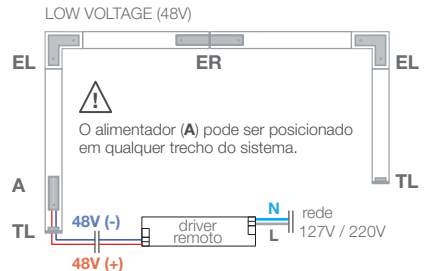 LOW VOLTAGE (48V)
EL
ER
EL
O alimentador (A) pode ser posicionado
em qualquer trecho do sistema.
A
TL
TL
48V (-)
48V (+)
driver
remoto
N
L
rede
127V / 220V